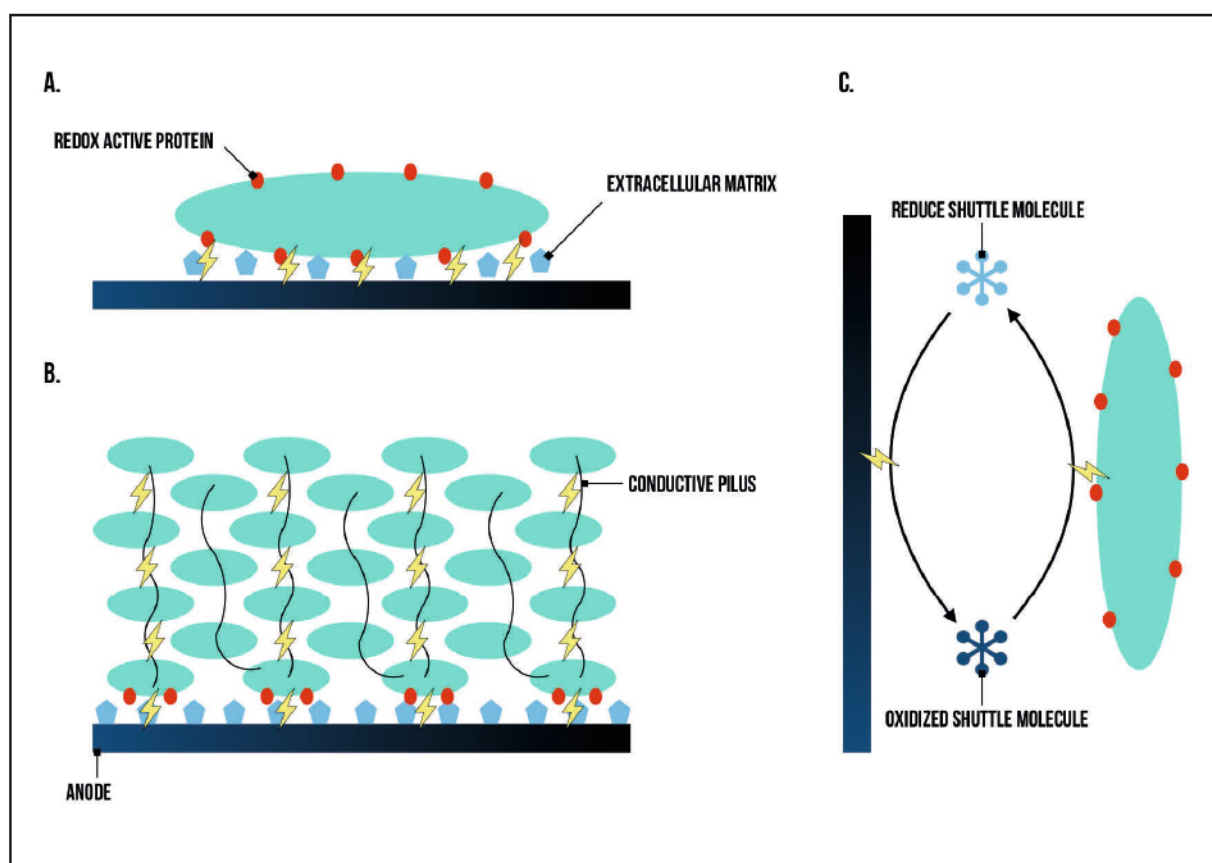 A.
REDOX ACTIVE PROTEIN
EXTRACELLULAR MATRIX
B.
CONDUCTIVE PILUS
ANODE
C.
REDUCE SHUTTLE MOLECULE
OXIDIZED SHUTTLE MOLECULE